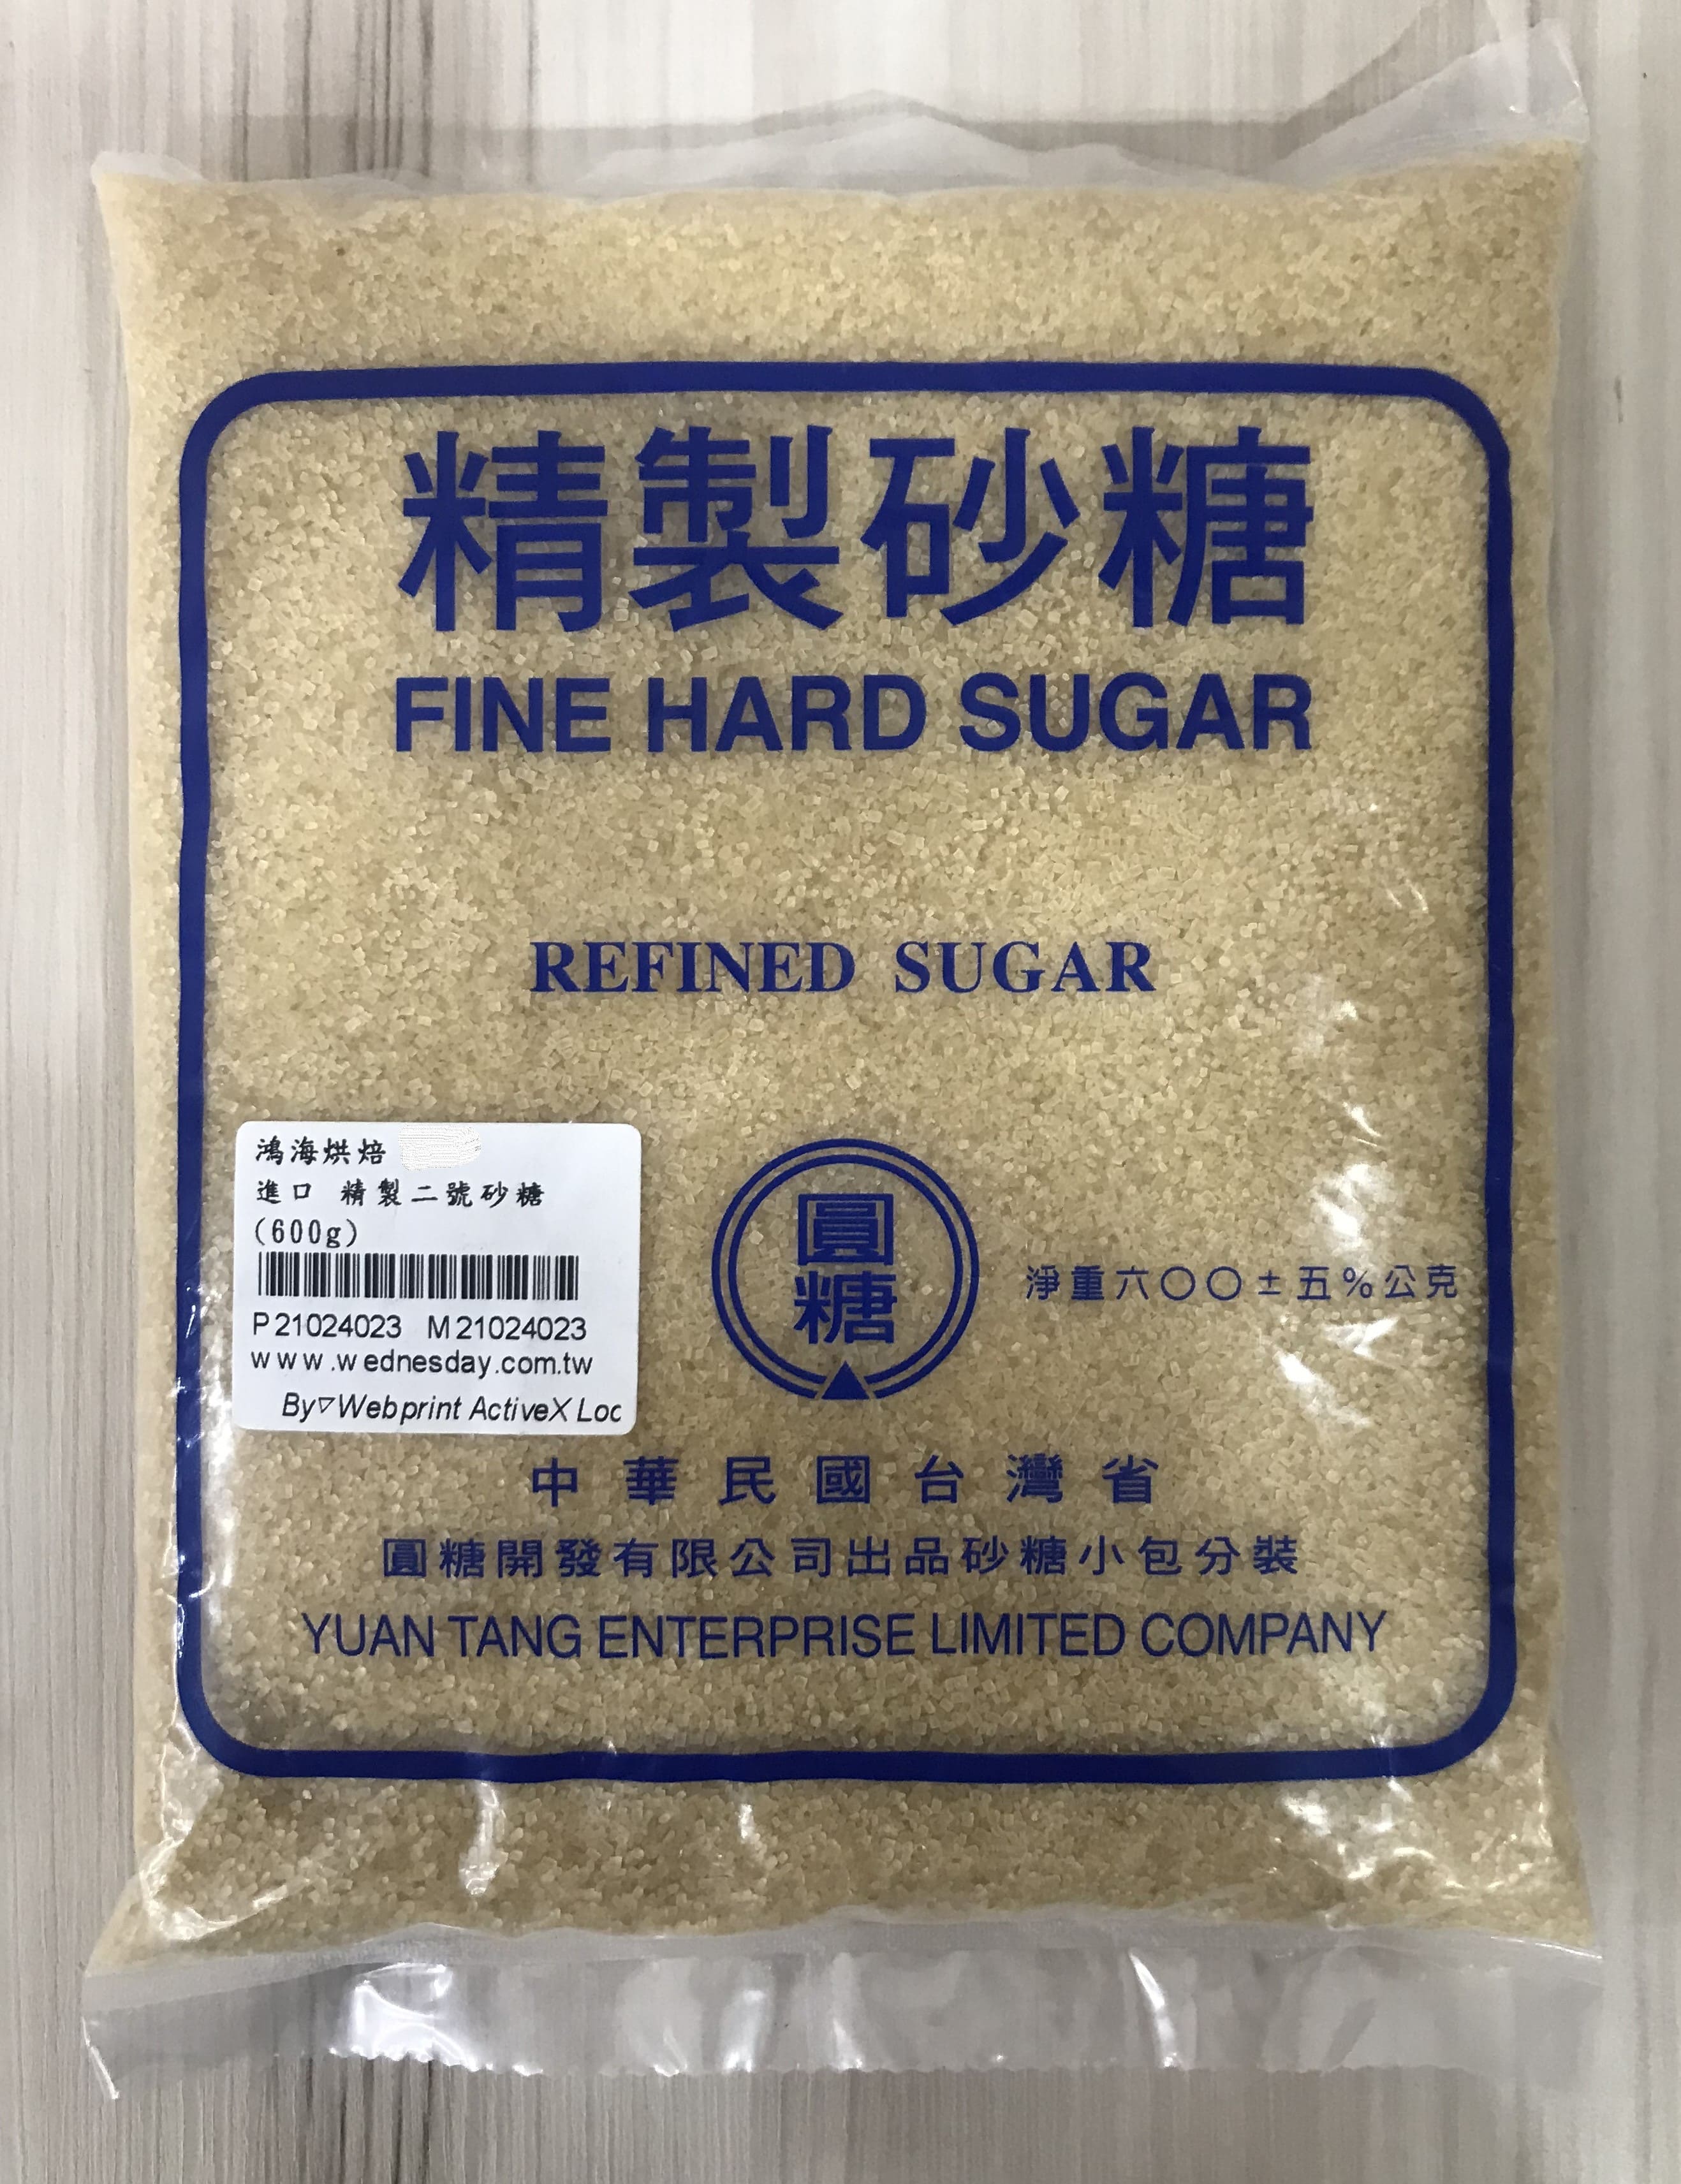 精製砂糖
FINE HARD SUGAR
REFINED SUGAR
鴻海烘焙
進口 精製二號砂糖
(600g)
P21024023 M21024023
www.wednesday.com.tw
By▽Webprint ActiveX Loc
圓
糖
淨重六〇〇±五%公克
中華民國台灣省
圓糖開發有限公司出品砂糖小包分裝
YUAN TANG ENTERPRISE LIMITED COMPANY